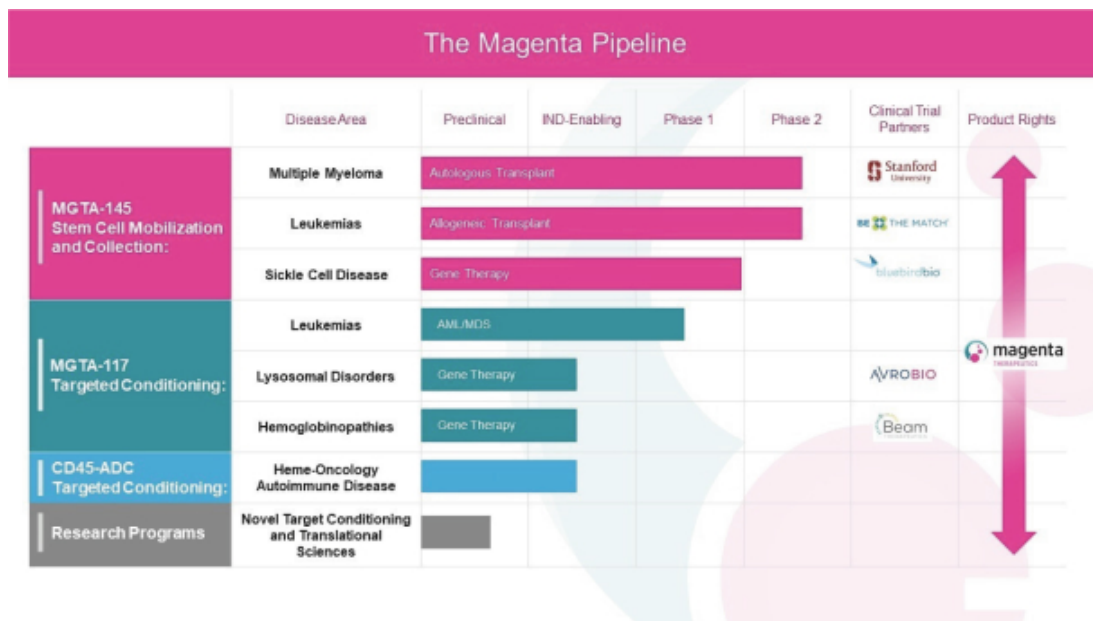 The Magenta Pipeline
Disease Area
Preclinical
IND-Enabling
Phase 1
Phase 2
Clinical Trial
Partners
Product Rights
MGTA-145
Stem Cell Mobilization
and Collection:
Multiple Myeloma
Autologous Transplant
Stanford
University
Leukemias
Allogeneic Transplant
BE THE MATCH
Sickle Cell Disease
Gene Therapy
bluebirdbio
MGTA-117
Targeted Conditioning:
Leukemias
AML/MDS
Lysosomal Disorders
Gene Therapy
AVROBIO
Hemoglobinopathies
Gene Therapy
Beam
THERAPEUTICS
magenta
THERAPEUTICS
CD45-ADC
Targeted Conditioning:
Heme-Oncology
Autoimmune Disease
Research Programs
Novel Target Conditioning
and Translational
Sciences